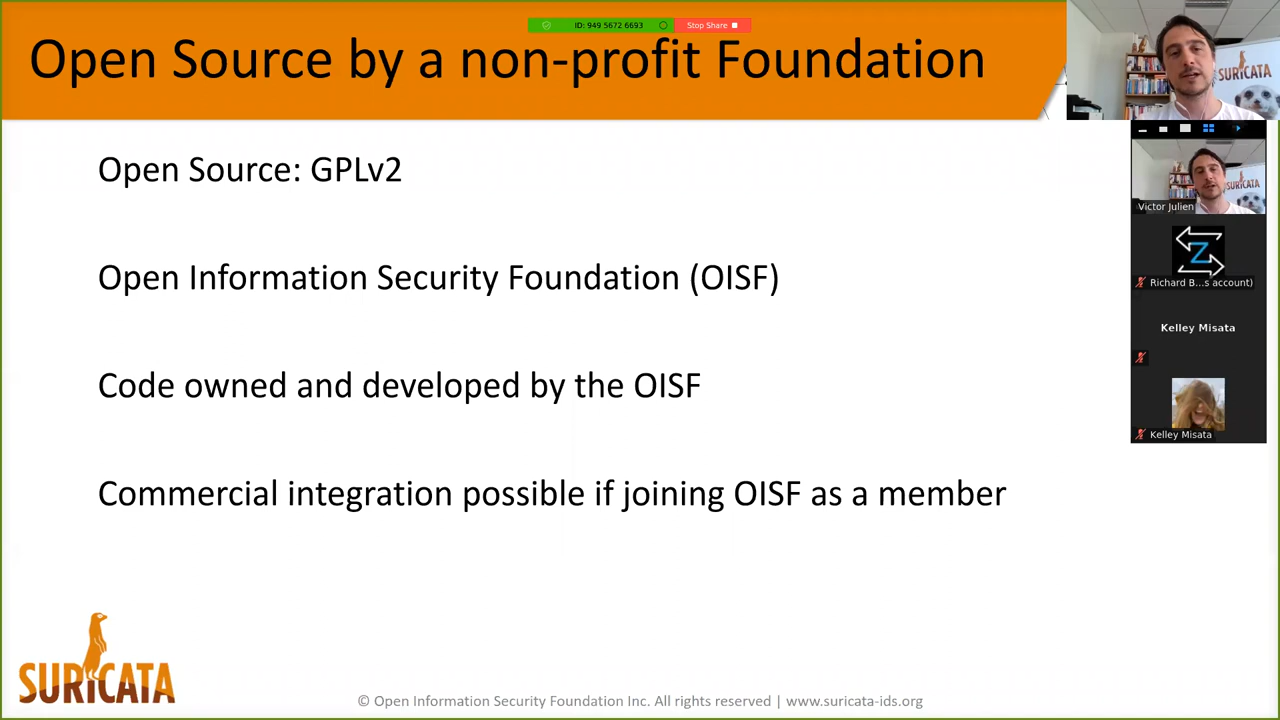 ID: 949 5672 6693
Stop Share
Open Source by a non-profit Foundation
SURICATA
Open Source: GPLv2
Open Information Security Foundation (OISF)
Code owned and developed by the OISF
Commercial integration possible if joining OISF as a member
SURICATA
Victor Julien
Z
Richard B...s account)
Kelley Misata
Kelley Misata
SURICATA
© Open Information Security Foundation Inc. All rights reserved | www.suricata-ids.org